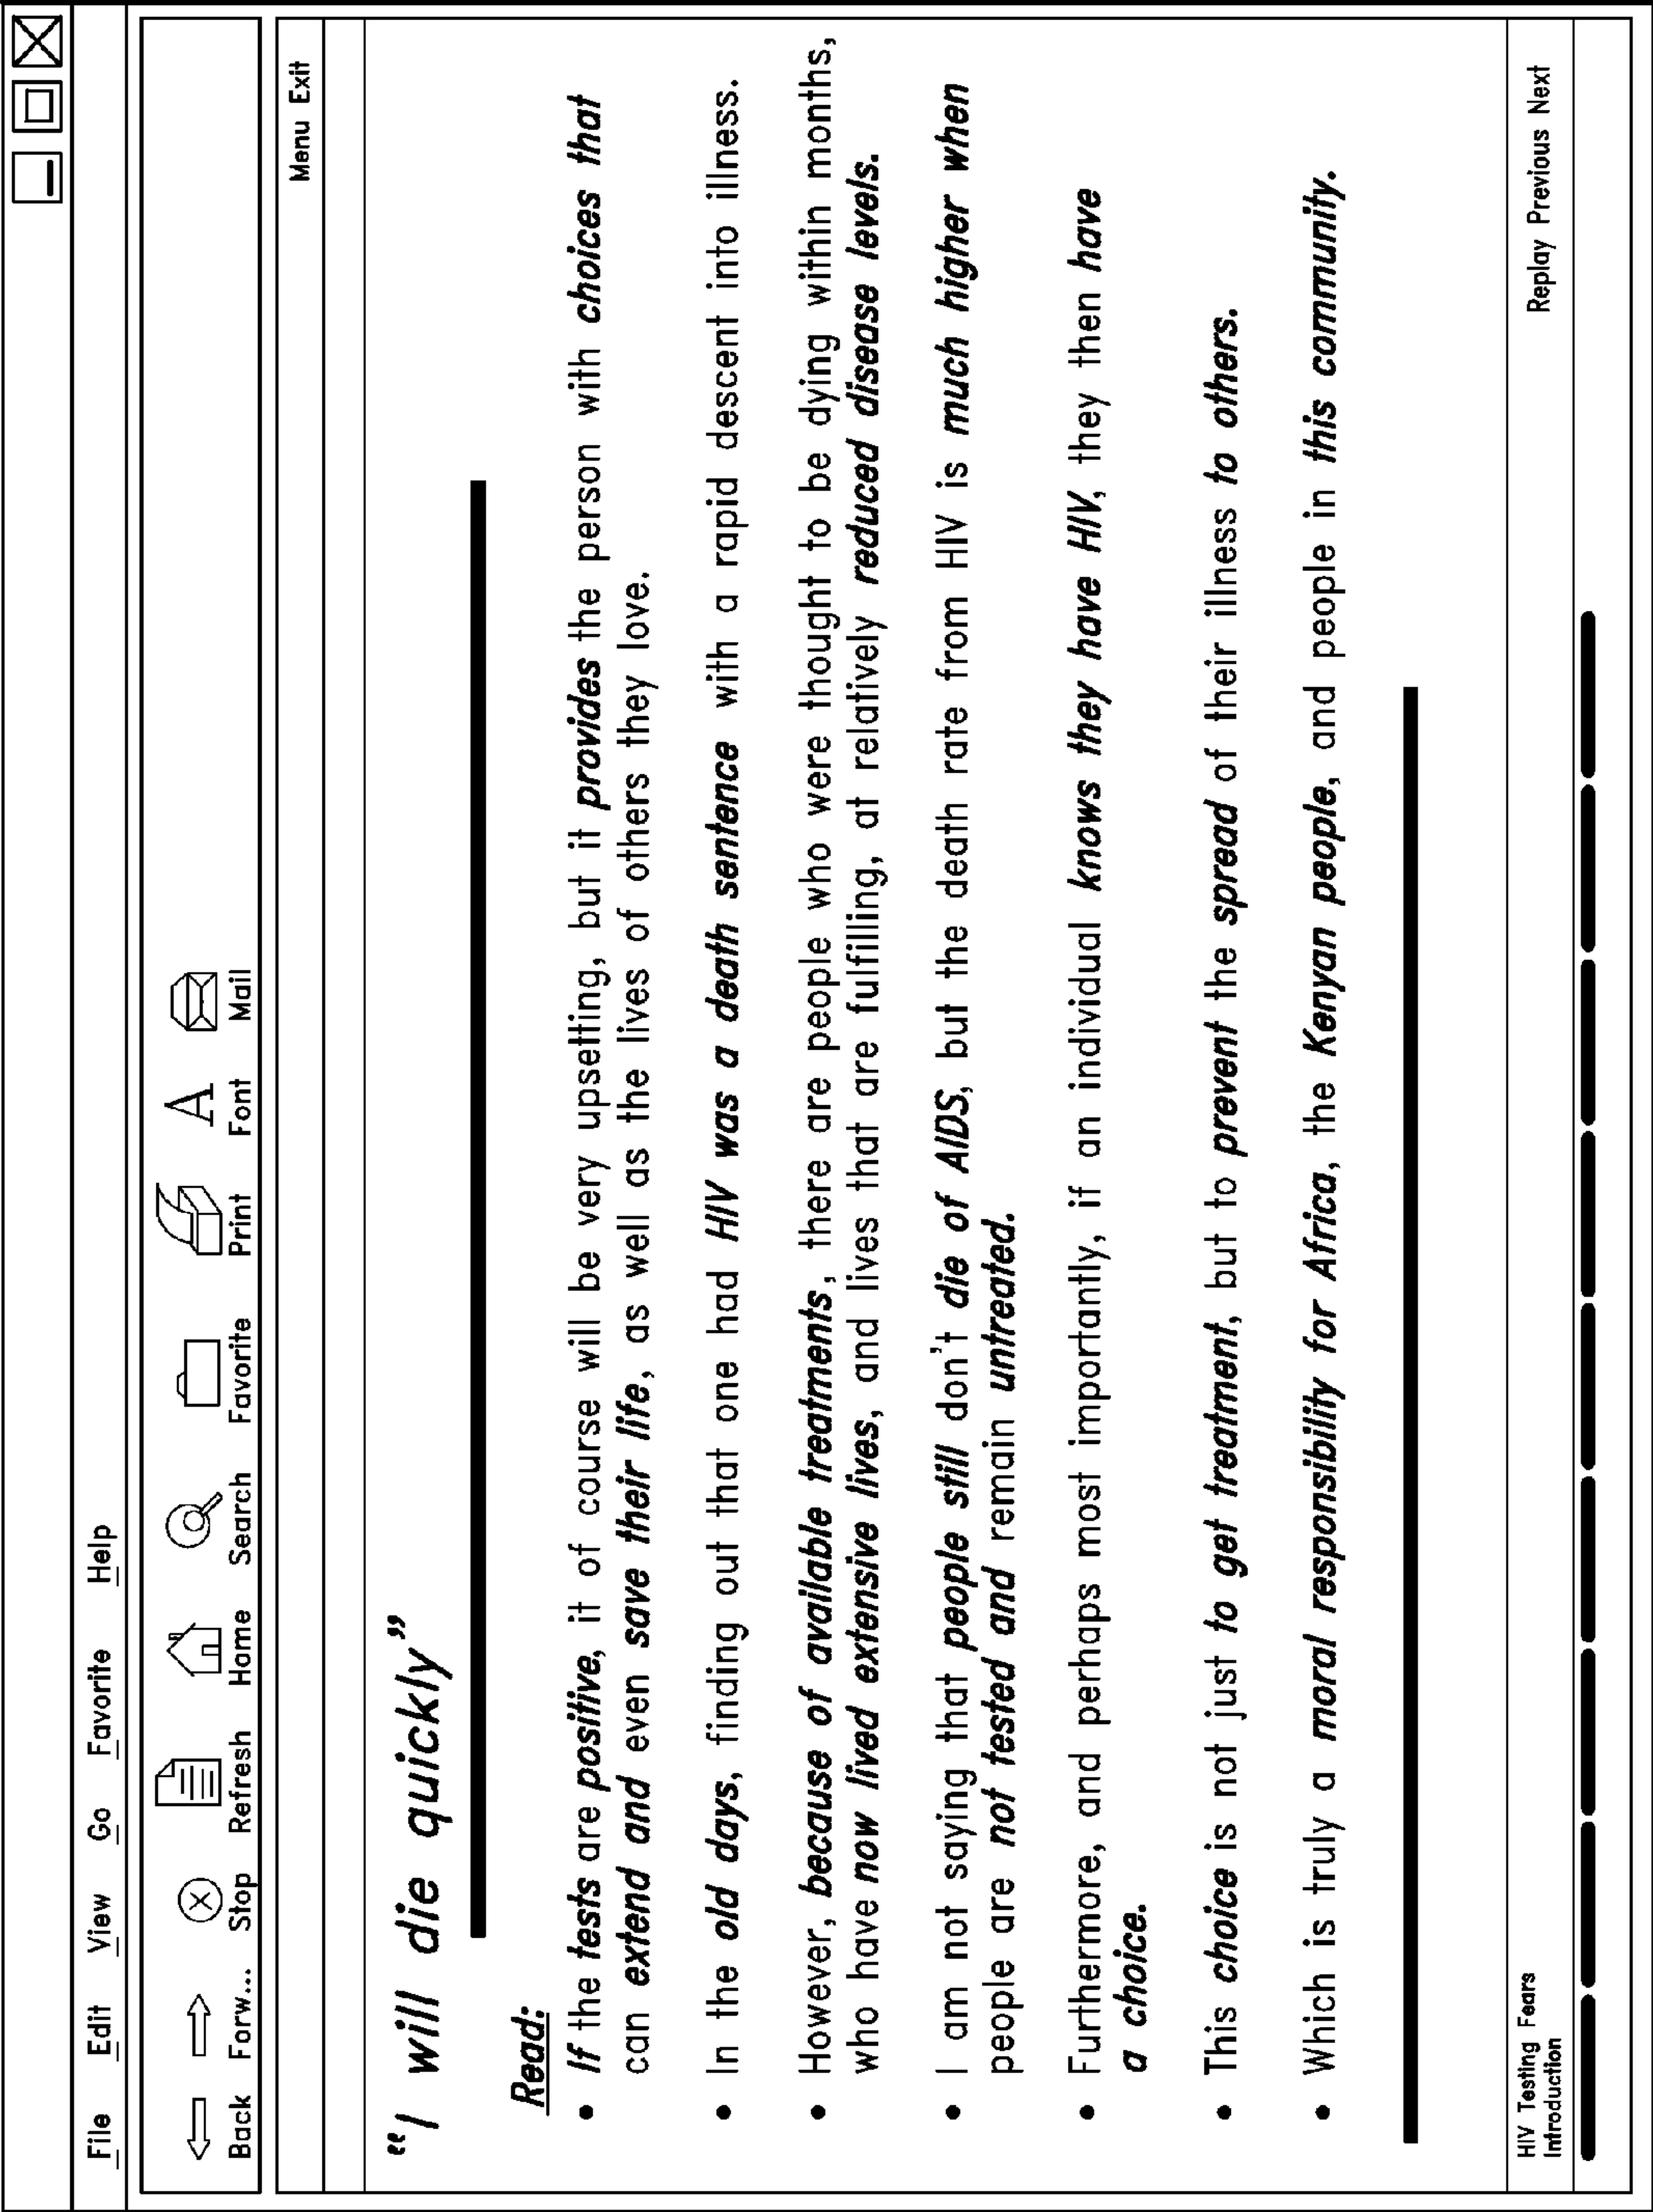 File Edit View Go Favorite Help
Back Forw... Stop Refresh Home Search Favorite Print Font Mail
Menu Exit
“I will die quickly”
Read:
• If the tests are positive, it of course will be very upsetting, but it provides the person with choices that
can extend and even save their life, as well as the lives of others they love.
• In the old days, finding out that one had HIV was a death sentence with a rapid descent into illness.
• However, because of available treatments, there are people who were thought to be dying within months,
who have now lived extensive lives, and lives that are fulfilling, at relatively reduced disease levels.
• I am not saying that people still don't die of AIDS, but the death rate from HIV is much higher when
people are not tested and remain untreated.
• Furthermore, and perhaps most importantly, if an individual knows they have HIV, they then have
a choice.
• This choice is not just to get treatment, but to prevent the spread of their illness to others.
• Which is truly a moral responsibility for Africa, the Kenyan people, and people in this community.
HIV Testing Fears
Introduction
Replay Previous Next